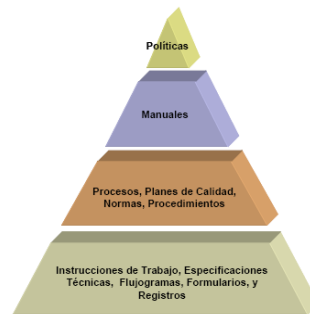 Políticas
Manuales
Procesos, Planes de Calidad,
Normas, Procedimientos
Instrucciones de Trabajo, Especificaciones
Técnicas, Flujogramas, Formularios, y
Registros